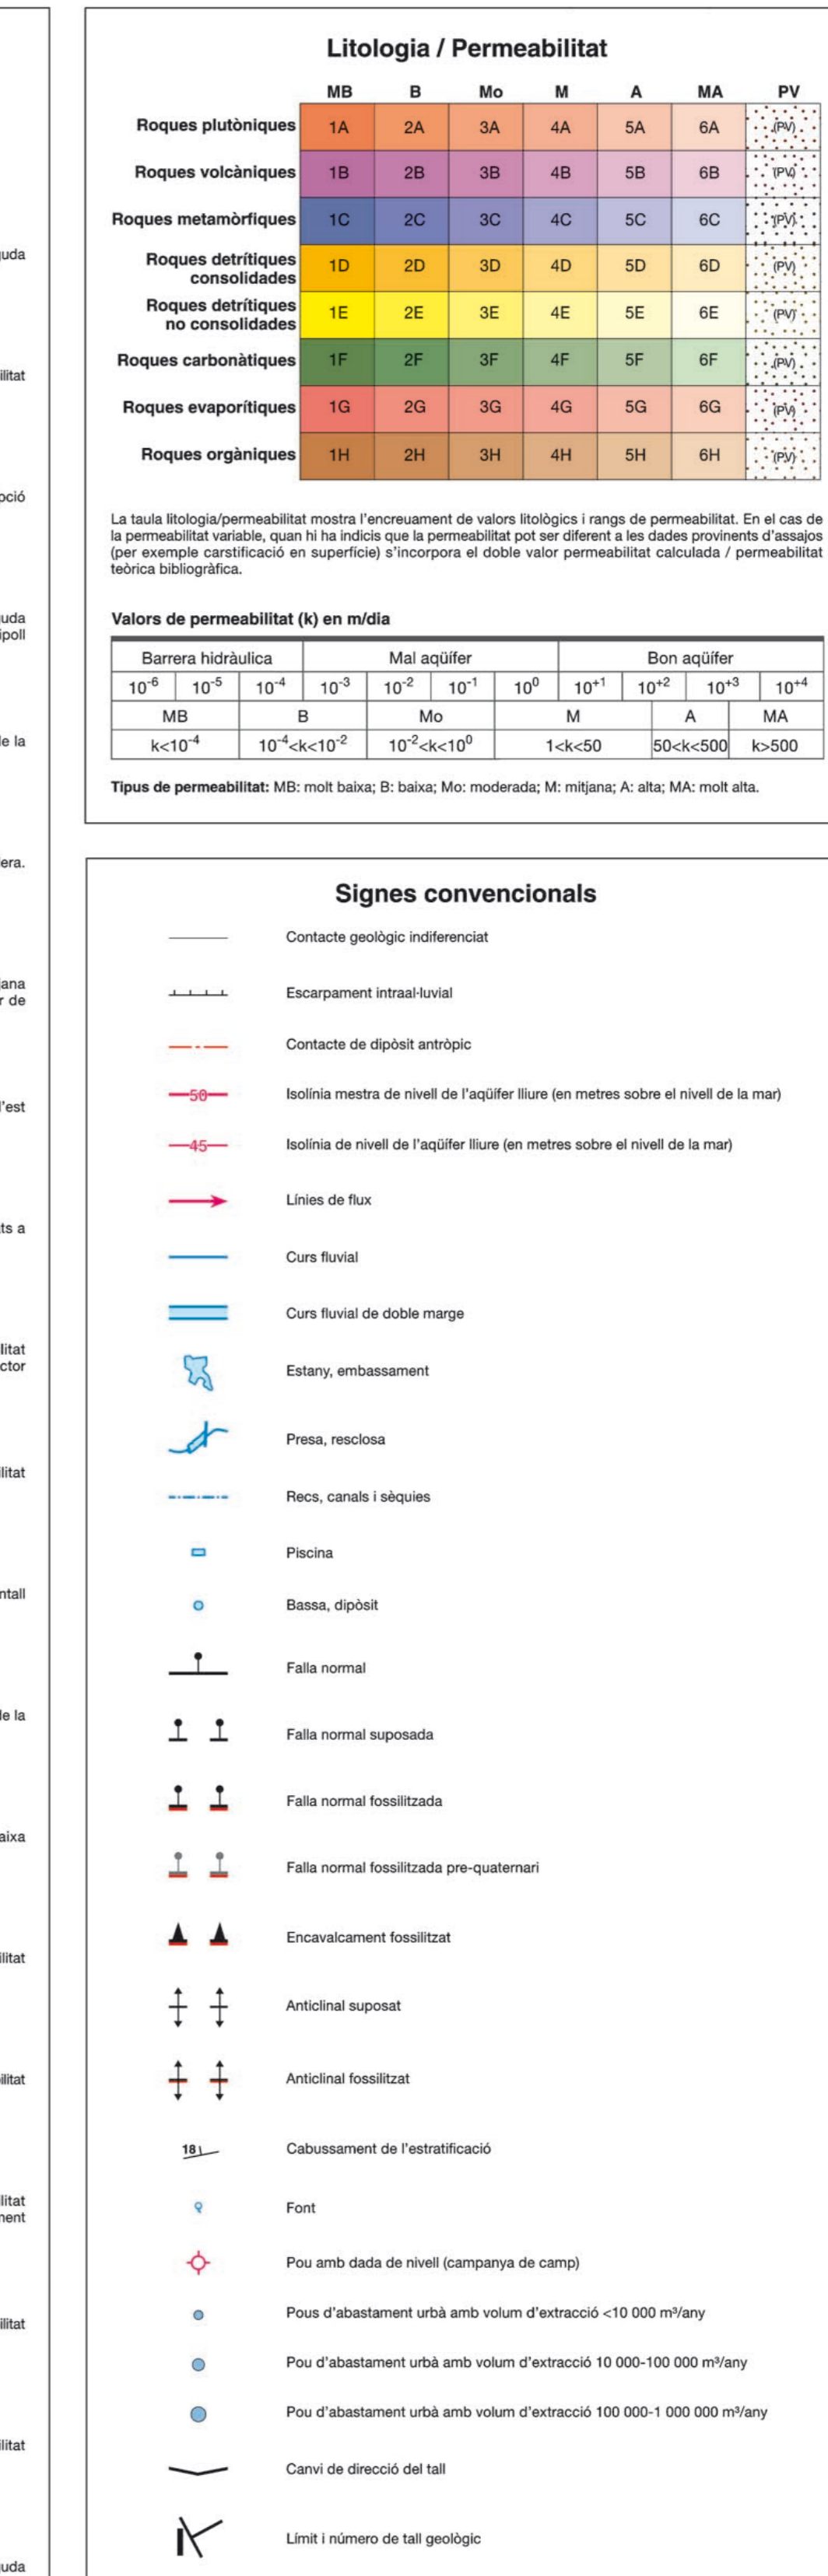 Litologia / Permeabilitat
MB B Mo M A MA PV
Roques plutòniques 1A 2A 3A 4A 5A 6A (PV)
Roques volcàniques 1B 2B 3B 4B 5B 6B (PV)
Roques metamòrfiques 1C 2C 3C 4C 5C 6C (PV)
Roques detrítiques
consolidades 1D 2D 3D 4D 5D 6D (PV)
Roques detrítiques
no consolidades 1E 2E 3E 4E 5E 6E (PV)
Roques carbonàtiques 1F 2F 3F 4F 5F 6F (PV)
Roques evaporítiques 1G 2G 3G 4G 5G 6G (PV)
Roques orgàniques 1H 2H 3H 4H 5H 6H (PV)
La taula litologia/permeabilitat mostra l'encreuament de valors litològics i rangs de permeabilitat. En el cas de
la permeabilitat variable, quan hi ha indicis que la permeabilitat pot ser diferent a les dades provinents d'assajos
(per exemple carstificació en superfície) s'incorpora el doble valor permeabilitat calculada / permeabilitat
teòrica bibliogràfica.
Valors de permeabilitat (k) en m/dia
Barrera hidràulica Mal aqüífer Bon aqüífer
10⁻⁶ 10⁻⁵ 10⁻⁴ 10⁻³ 10⁻² 10⁻¹ 10⁰ 10⁺¹ 10⁺² 10⁺³ 10⁺⁴
MB B Mo M A MA
k<10⁻⁴ 10⁻⁴<k<10⁻² 10⁻²<k<10⁰ 1<k<50 50<k<500 k>500
Tipus de permeabilitat: MB: molt baixa; B: baixa; Mo: moderada; M: mitjana; A: alta; MA: molt alta.
Signes convencionals
Contacte geològic indiferenciat
Escarpament intraal·luvial
Contacte de dipòsit antròpic
50 Isolínia mestra de nivell de l'aqüífer lliure (en metres sobre el nivell de la mar)
45 Isolínia de nivell de l'aqüífer lliure (en metres sobre el nivell de la mar)
Línies de flux
Curs fluvial
Curs fluvial de doble marge
Estany, embassament
Presa, resclosa
Recs, canals i sèquies
Piscina
Bassa, dipòsit
Falla normal
Falla normal suposada
Falla normal fossilitzada
Falla normal fossilitzada pre-quaternari
Encavalcament fossilitzat
Anticlinal suposat
Anticlinal fossilitzat
18 Cabussament de l'estratificació
Font
Pou amb dada de nivell (campanya de camp)
Pous d'abastament urbà amb volum d'extracció <10 000 m³/any
Pou d'abastament urbà amb volum d'extracció 10 000-100 000 m³/any
Pou d'abastament urbà amb volum d'extracció 100 000-1 000 000 m³/any
Canvi de direcció del tall
I Límit i número de tall geològic